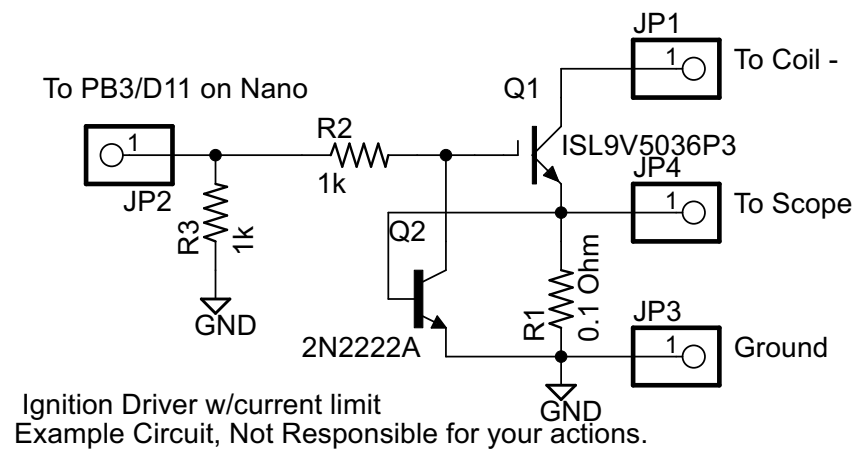 JP1
1
To Coil -
To PB3/D11 on Nano
Q1
R2
1
1k
JP2
ISL9V5036P3
JP4
1
To Scope
R3
1k
Q2
GND
2N2222A
R1
0.1 Ohm
JP3
1
Ground
GND
Ignition Driver w/current limit
Example Circuit, Not Responsible for your actions.